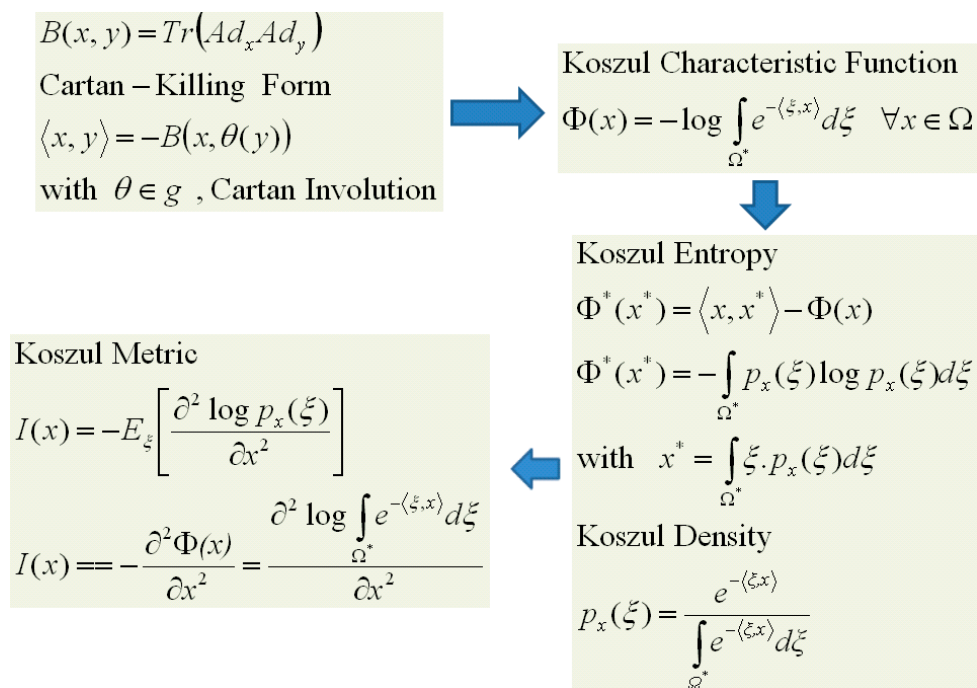 B(x, y) = Tr(Ad_x Ad_y)
Cartan – Killing Form
⟨x, y⟩ = −B(x, θ(y))
with θ ∈ g , Cartan Involution
Koszul Characteristic Function
Φ(x) = −log ∫_{Ω*} e^{−⟨ξ,x⟩} dξ ∀x ∈ Ω
Koszul Entropy
Φ*(x*) = ⟨x, x*⟩ − Φ(x)
Φ*(x*) = −∫_{Ω*} p_x(ξ) log p_x(ξ)dξ
with x* = ∫_{Ω*} ξ.p_x(ξ)dξ
Koszul Density
p_x(ξ) = e^{−⟨ξ,x⟩} / ∫_{Ω*} e^{−⟨ξ,x⟩} dξ
Koszul Metric
I(x) = −E_ξ[∂² log p_x(ξ) / ∂x²]
I(x) == −∂²Φ(x) / ∂x² = ∂² log ∫_{Ω*} e^{−⟨ξ,x⟩} dξ / ∂x²